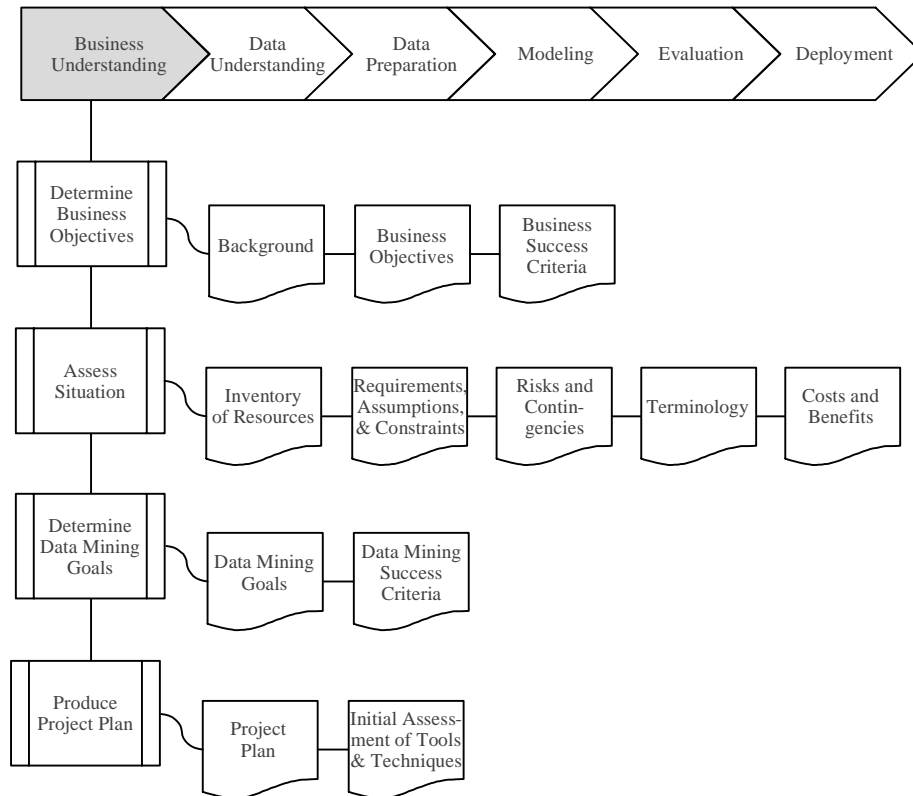 Business
Understanding
Data
Understanding
Data
Preparation
Modeling
Evaluation
Deployment
Determine
Business
Objectives
Background
Business
Objectives
Business
Success
Criteria
Assess
Situation
Inventory
of Resources
Requirements,
Assumptions,
& Constraints
Risks and
Contin-
gencies
Terminology
Costs and
Benefits
Determine
Data Mining
Goals
Data Mining
Goals
Data Mining
Success
Criteria
Produce
Project Plan
Project
Plan
Initial Assess-
ment of Tools
& Techniques